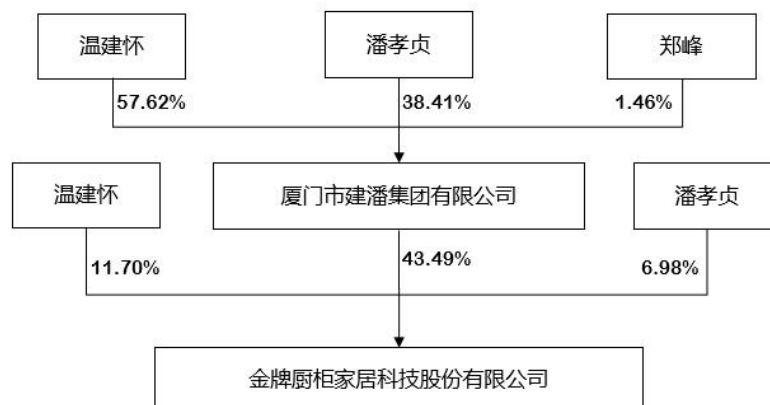 温建怀
潘孝贞
郑峰
57.62%
38.41%
1.46%
温建怀
厦门市建潘集团有限公司
潘孝贞
11.70%
43.49%
6.98%
金牌厨柜家居科技股份有限公司